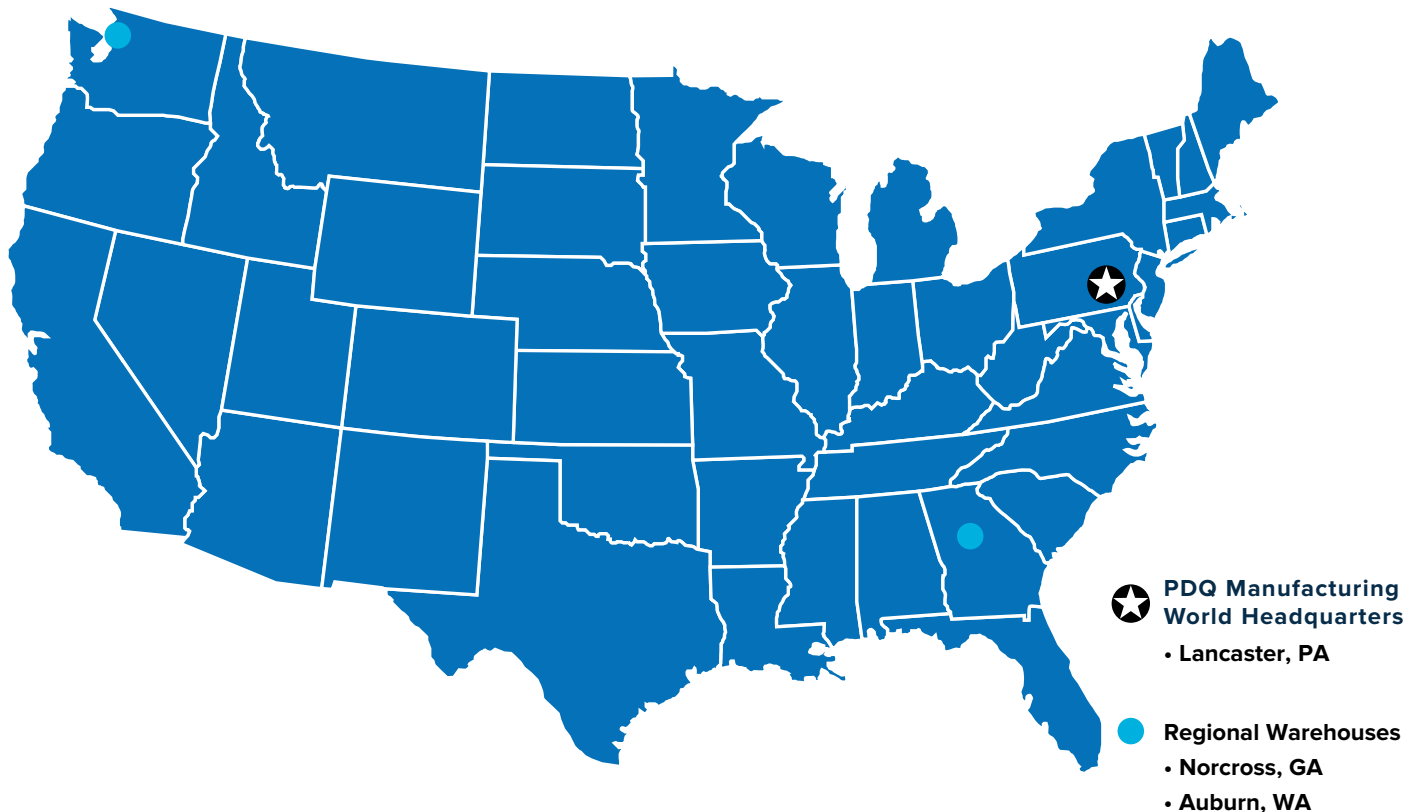 PDQ Manufacturing
World Headquarters
• Lancaster, PA
Regional Warehouses
• Norcross, GA
• Auburn, WA